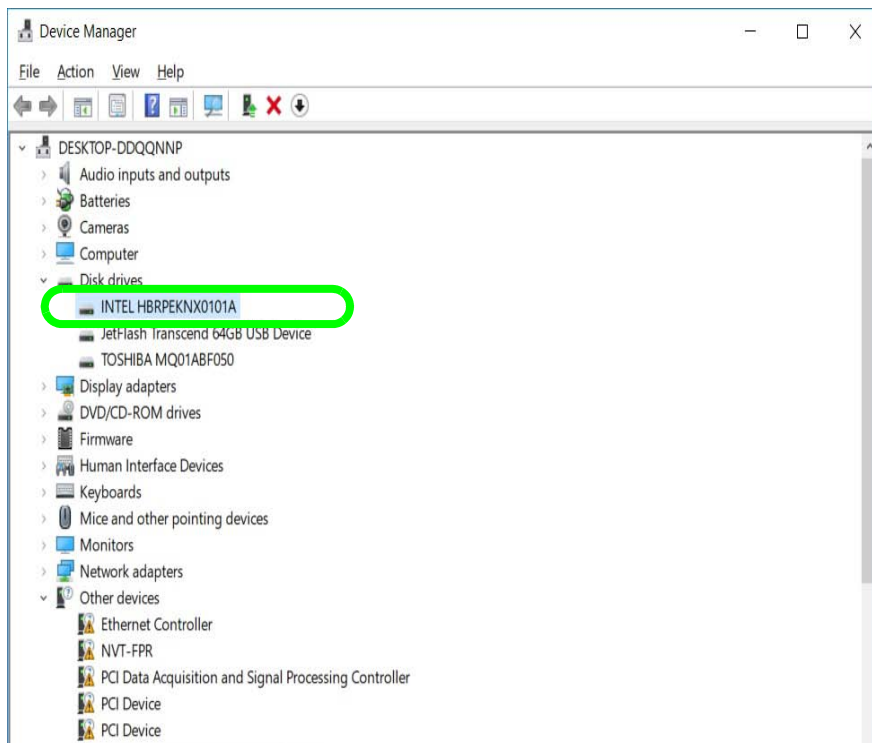 Device Manager
File Action View Help
DESKTOP-DDQQNNP
Audio inputs and outputs
Batteries
Cameras
Computer
Disk drives
INTEL HBRPEKNX0101A
JetFlash Transcend 64GB USB Device
TOSHIBA MQ01ABF050
Display adapters
DVD/CD-ROM drives
Firmware
Human Interface Devices
Keyboards
Mice and other pointing devices
Monitors
Network adapters
Other devices
Ethernet Controller
NVT-FPR
PCI Data Acquisition and Signal Processing Controller
PCI Device
PCI Device